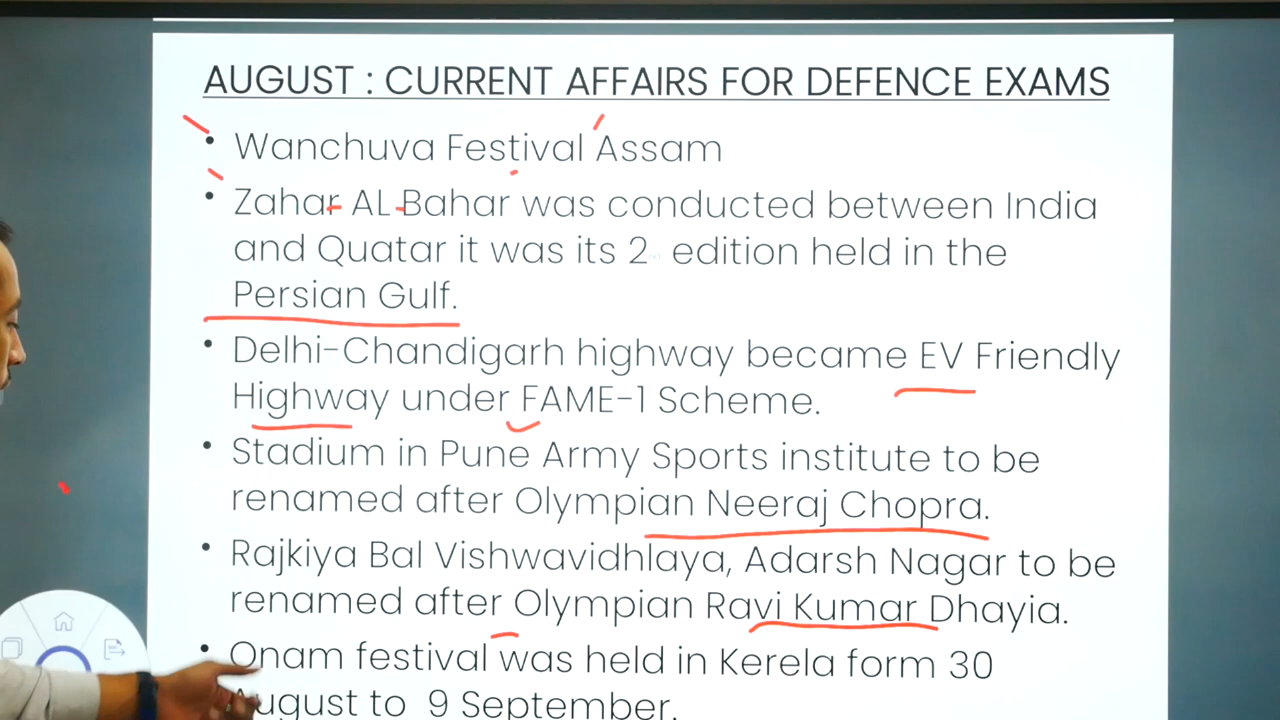 AUGUST : CURRENT AFFAIRS FOR DEFENCE EXAMS
• Wanchuva Festival Assam
• Zahar AL-Bahar was conducted between India
and Quatar it was its 2 edition held in the
Persian Gulf.
• Delhi-Chandigarh highway became EV Friendly
Highway under FAME-1 Scheme.
• Stadium in Pune Army Sports institute to be
renamed after Olympian Neeraj Chopra.
• Rajkiya Bal Vishwavidhlaya, Adarsh Nagar to be
renamed after Olympian Ravi Kumar Dhayia.
• Onam festival was held in Kerela form 30
August to 9 September.